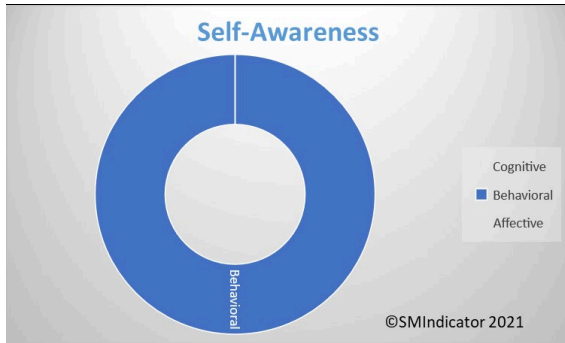 Self-Awareness
Cognitive
Behavioral
Affective
Behavioral
©SMIndicator 2021